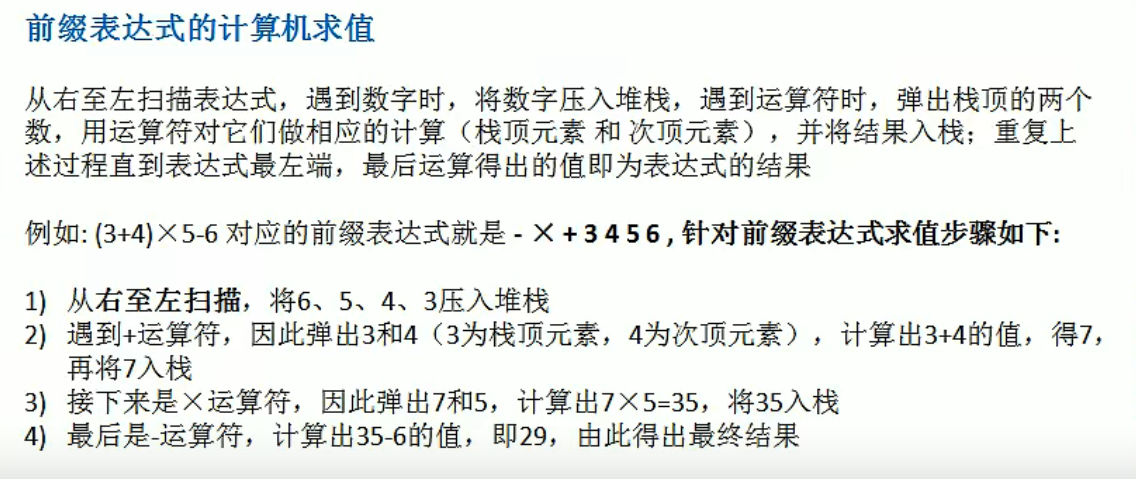 前缀表达式的计算机求值
从右至左扫描表达式，遇到数字时，将数字压入堆栈，遇到运算符时，弹出栈顶的两个
数，用运算符对它们做相应的计算（栈顶元素 和 次顶元素），并将结果入栈；重复上
述过程直到表达式最左端，最后运算得出的值即为表达式的结果
例如: (3+4)×5-6 对应的前缀表达式就是 - × + 3 4 5 6 , 针对前缀表达式求值步骤如下:
1) 从右至左扫描，将6、5、4、3压入堆栈
2) 遇到+运算符，因此弹出3和4（3为栈顶元素，4为次顶元素），计算出3+4的值，得7，
再将7入栈
3) 接下来是×运算符，因此弹出7和5，计算出7×5=35，将35入栈
4) 最后是-运算符，计算出35-6的值，即29，由此得出最终结果